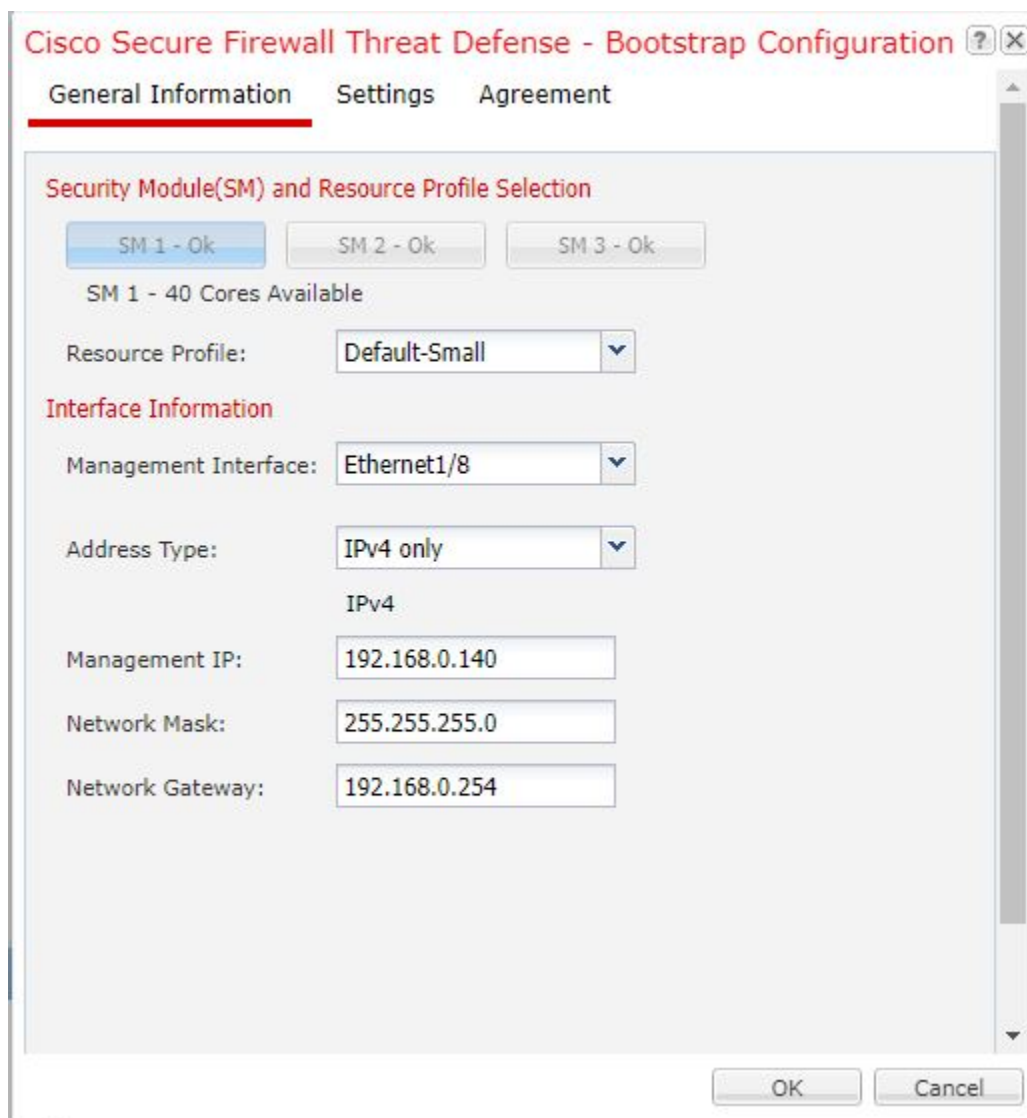 Cisco Secure Firewall Threat Defense - Bootstrap Configuration ? X
General Information Settings Agreement
Security Module(SM) and Resource Profile Selection
SM 1 - Ok SM 2 - Ok SM 3 - Ok
SM 1 - 40 Cores Available
Resource Profile: Default-Small
Interface Information
Management Interface: Ethernet1/8
Address Type: IPv4 only
IPv4
Management IP: 192.168.0.140
Network Mask: 255.255.255.0
Network Gateway: 192.168.0.254
OK Cancel